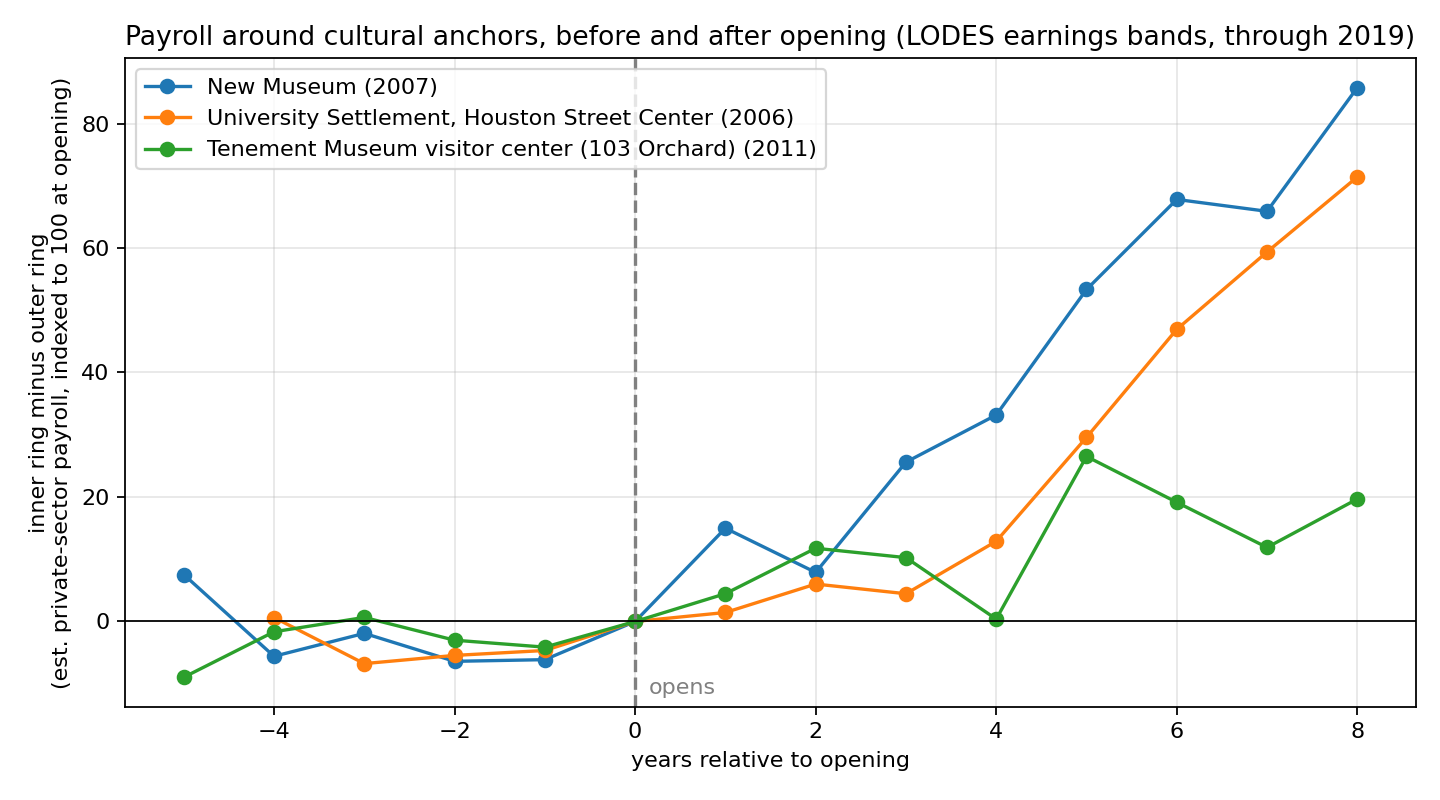 Payroll around cultural anchors, before and after opening (LODES earnings bands, through 2019)
New Museum (2007)
University Settlement, Houston Street Center (2006)
Tenement Museum visitor center (103 Orchard) (2011)
inner ring minus outer ring
(est. private-sector payroll, indexed to 100 at opening)
80
60
40
20
0
opens
−4
−2
0
2
4
6
8
years relative to opening